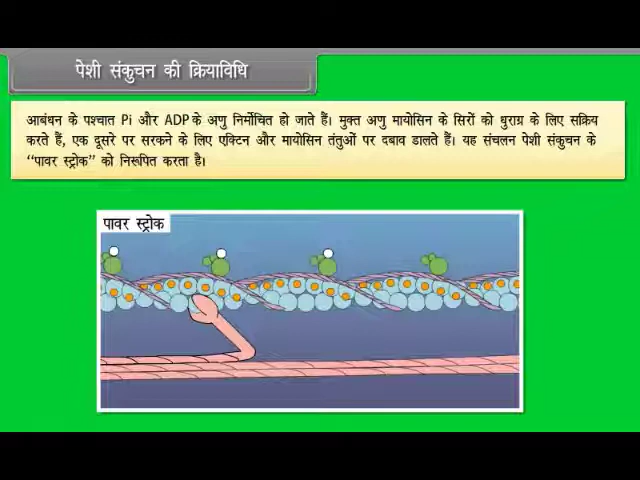 पेशी संकुचन की क्रियाविधि
आबंधन के पश्चात Pi और ADP के अणु निर्मोचित हो जाते हैं। मुक्त अणु मायोसिन के सिरों को धुराग्र के लिए सक्रिय
करते हैं, एक दूसरे पर सरकने के लिए एक्टिन और मायोसिन तंतुओं पर दबाव डालते हैं। यह संचलन पेशी संकुचन के
“पावर स्ट्रोक” को निरूपित करता है।
पावर स्ट्रोक